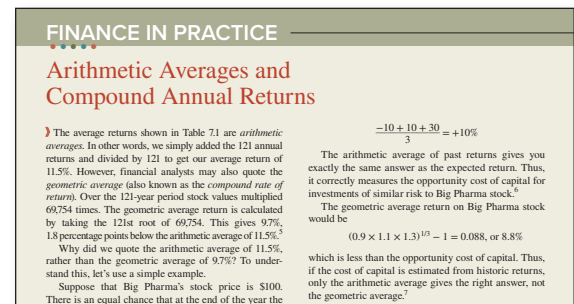 FINANCE IN PRACTICE
Arithmetic Averages and
Compound Annual Returns
》The average returns shown in Table 7.1 are arithmetic
averages. In other words, we simply added the 121 annual
returns and divided by 121 to get our average return of
11.5%. However, financial analysts may also quote the
geometric average (also known as the compound rate of
return). Over the 121-year period stock values multiplied
69,754 times. The geometric average return is calculated
by taking the 121st root of 69,754. This gives 9.7%,
1.8 percentage points below the arithmetic average of 11.5%.5
Why did we quote the arithmetic average of 11.5%,
rather than the geometric average of 9.7%? To under-
stand this, let's use a simple example.
Suppose that Big Pharma's stock price is $100.
There is an equal chance that at the end of the year the
−10 + 10 + 30
3
= +10%
The arithmetic average of past returns gives you
exactly the same answer as the expected return. Thus,
it correctly measures the opportunity cost of capital for
investments of similar risk to Big Pharma stock.6
The geometric average return on Big Pharma stock
would be
(0.9 × 1.1 × 1.3)1/3 − 1 = 0.088, or 8.8%
which is less than the opportunity cost of capital. Thus,
if the cost of capital is estimated from historic returns,
only the arithmetic average gives the right answer, not
the geometric average.7